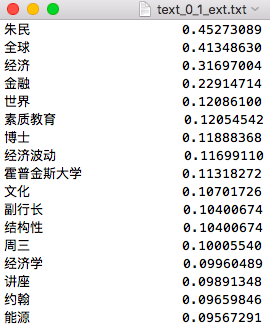 text_0_1_ext.txt
朱民 0.45273089
全球 0.41348630
经济 0.31697004
金融 0.22914714
世界 0.12086100
素质教育 0.12054542
博士 0.11888368
经济波动 0.11699110
霍普金斯大学 0.11318272
文化 0.10701726
副行长 0.10400674
结构性 0.10400674
周三 0.10005540
经济学 0.09960489
讲座 0.09891348
约翰 0.09659846
能源 0.09567291